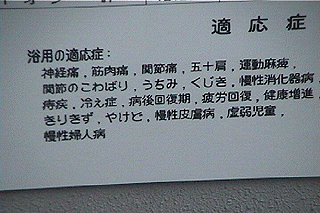 適応症
浴用の適応症:
神経痛，筋肉痛，関節痛，五十肩，運動麻痺，
関節のこわばり，うちみ，くじき，慢性消化器病，
痔疾，冷え症，病後回復期，疲労回復，健康増進，
きりきず，やけど，慢性皮膚病，虚弱児童，
慢性婦人病